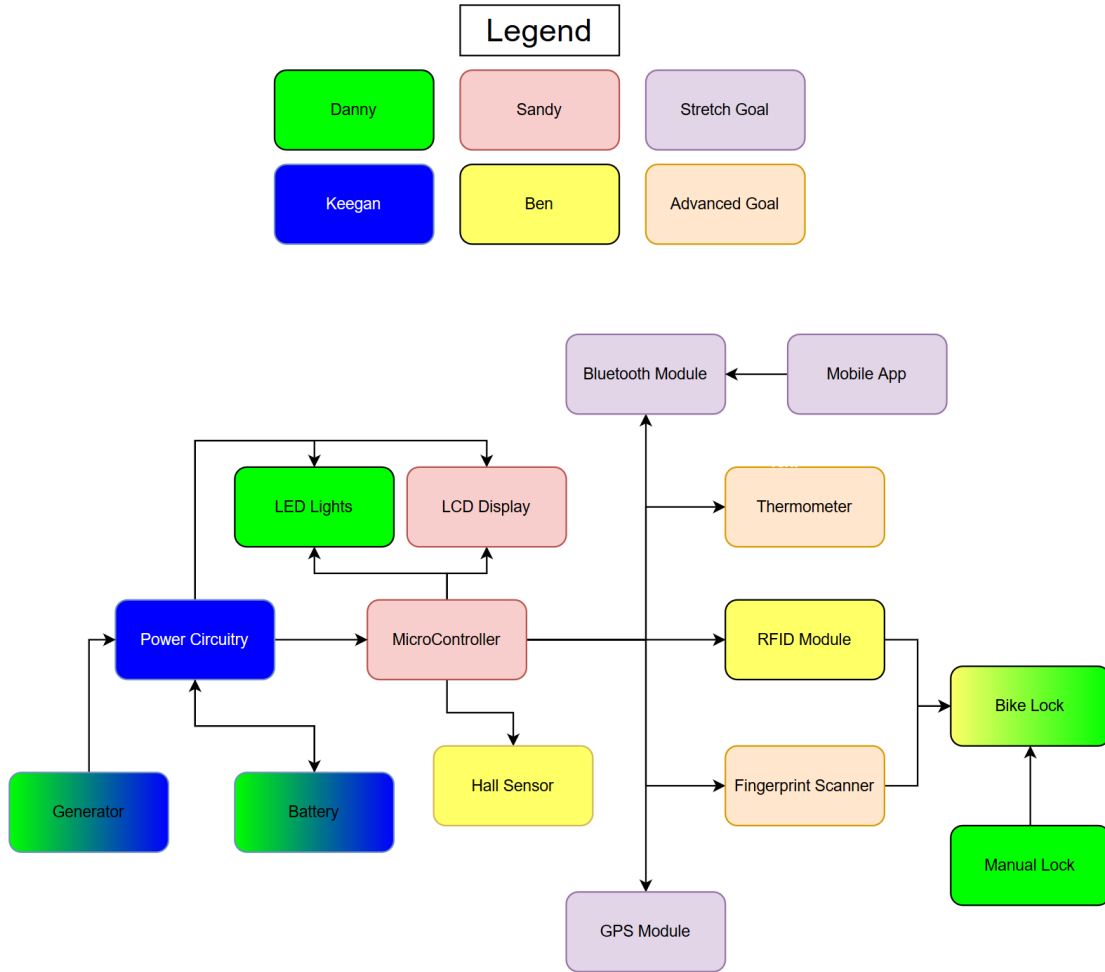 Legend
Danny
Sandy
Stretch Goal
Keegan
Ben
Advanced Goal
Bluetooth Module
Mobile App
LED Lights
LCD Display
Thermometer
Power Circuitry
MicroController
RFID Module
Bike Lock
Generator
Battery
Hall Sensor
Fingerprint Scanner
Manual Lock
GPS Module